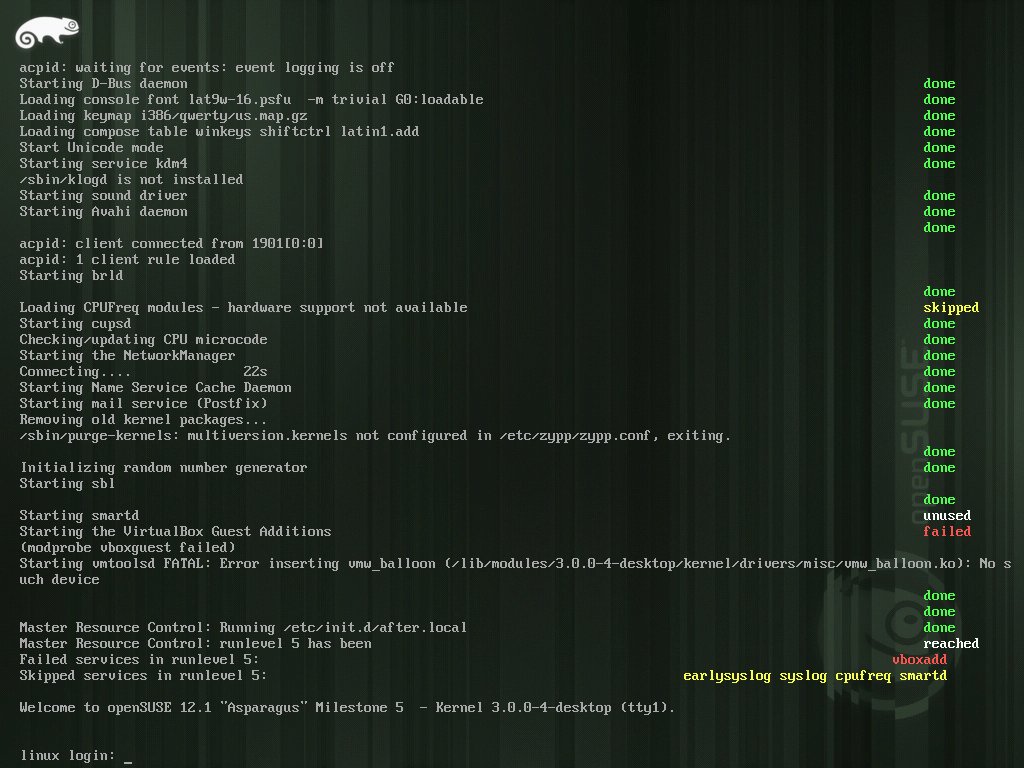 acpid: waiting for events: event logging is off
Starting D-Bus daemon done
Loading console font lat9w-16.psfu  -m trivial G0:loadable done
Loading keymap i386/qwerty/us.map.gz done
Loading compose table winkeys shiftctrl latin1.add done
Start Unicode mode done
Starting service kdm4 done
/sbin/klogd is not installed
Starting sound driver done
Starting Avahi daemon done
done
acpid: client connected from 1901[0:0]
acpid: 1 client rule loaded
Starting brld
done
Loading CPUFreq modules - hardware support not available skipped
Starting cupsd done
Checking/updating CPU microcode done
Starting the NetworkManager done
Connecting.... 22s done
Starting Name Service Cache Daemon done
Starting mail service (Postfix) done
Removing old kernel packages...
/sbin/purge-kernels: multiversion.kernels not configured in /etc/zypp/zypp.conf, exiting.
done
Initializing random number generator done
Starting sbl
done
Starting smartd unused
Starting the VirtualBox Guest Additions failed
(modprobe vboxguest failed)
Starting vmtoolsd FATAL: Error inserting vmw_balloon (/lib/modules/3.0.0-4-desktop/kernel/drivers/misc/vmw_balloon.ko): No s
uch device
done
done
Master Resource Control: Running /etc/init.d/after.local done
Master Resource Control: runlevel 5 has been reached
Failed services in runlevel 5: vboxadd
Skipped services in runlevel 5: earlysyslog syslog cpufreq smartd
Welcome to openSUSE 12.1 "Asparagus" Milestone 5  - Kernel 3.0.0-4-desktop (tty1).
linux login: _
openSUSE